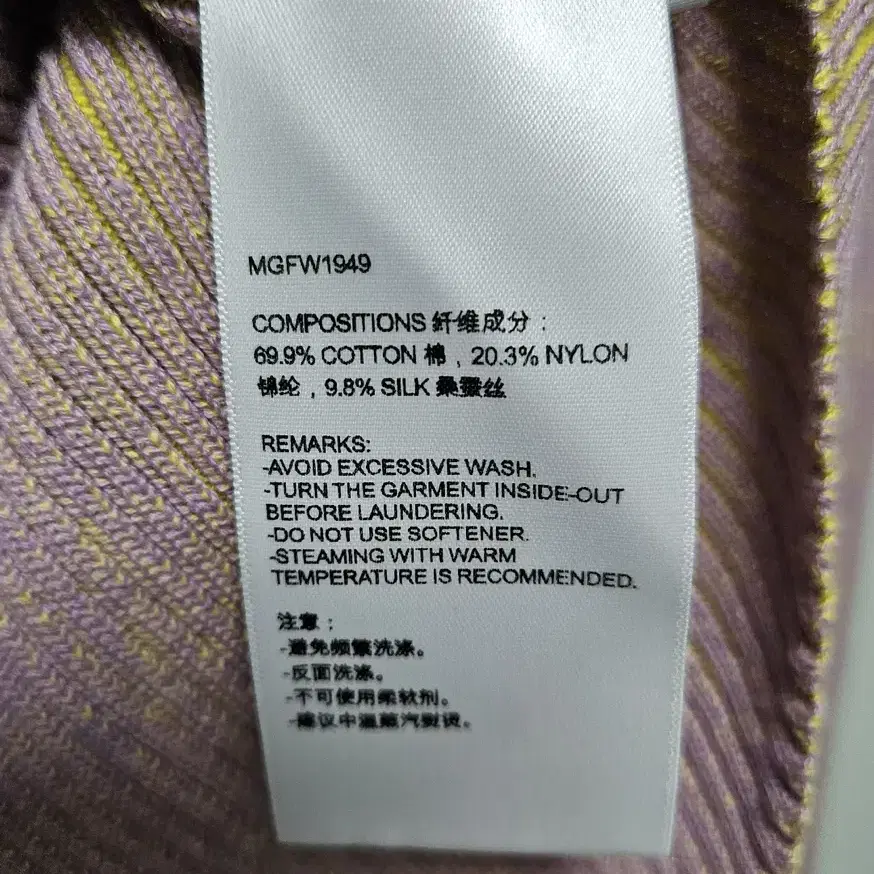 MGFW1949
COMPOSITIONS 纤维成分 :
69.9% COTTON 棉 , 20.3% NYLON
锦纶 , 9.8% SILK 桑蚕丝
REMARKS:
-AVOID EXCESSIVE WASH.
-TURN THE GARMENT INSIDE-OUT
BEFORE LAUNDERING.
-DO NOT USE SOFTENER.
-STEAMING WITH WARM
TEMPERATURE IS RECOMMENDED.
注意 :
-避免频繁洗涤。
-反面洗涤。
-不可使用柔软剂。
-建议中温蒸汽熨烫。